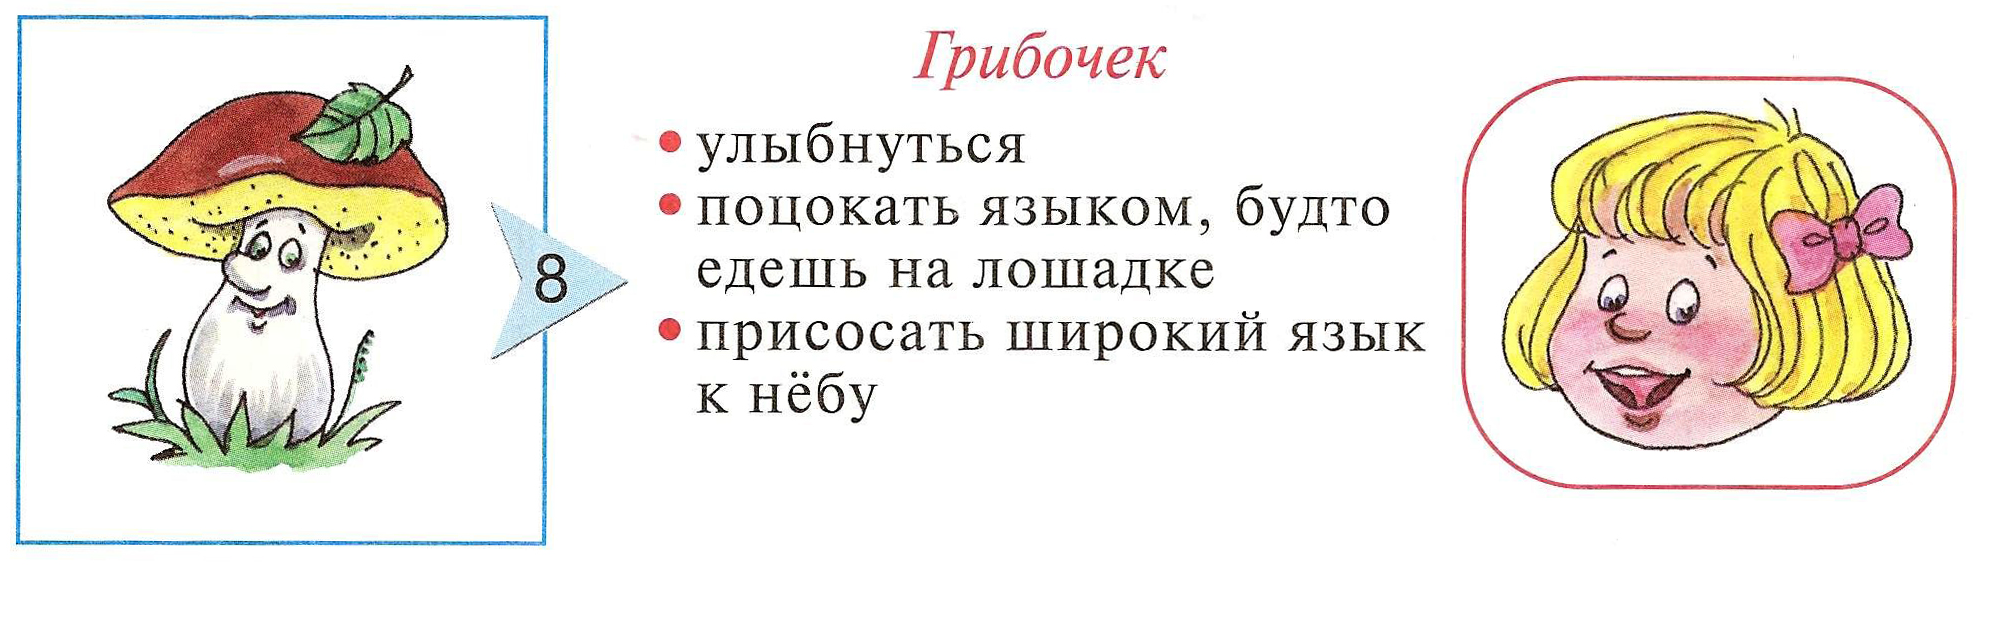 Грибочек
• улыбнуться
• поцокать языком, будто
едешь на лошадке
• присосать широкий язык
к нёбу
8